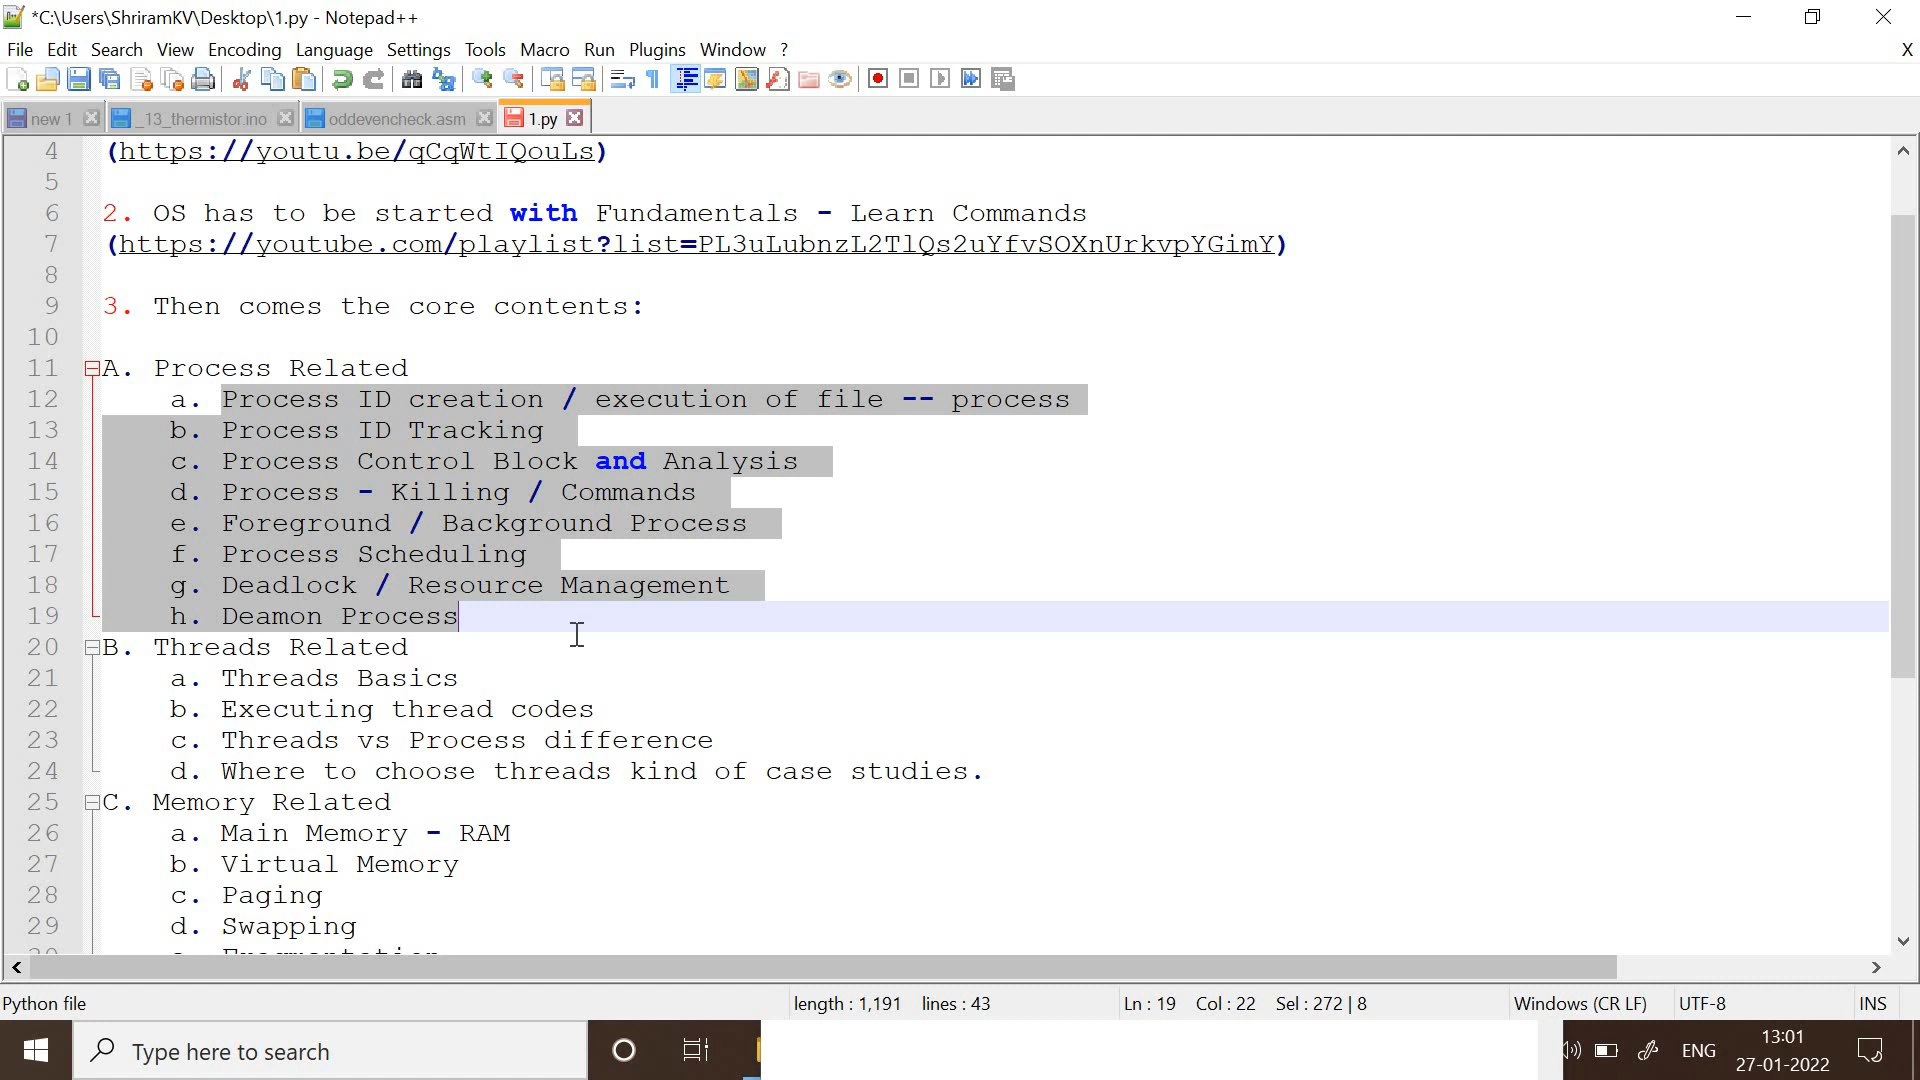 *C:\Users\ShriramKV\Desktop\1.py - Notepad++
File Edit Search View Encoding Language Settings Tools Macro Run Plugins Window ? X
new 1 _13_thermistor.ino oddevencheck.asm 1.py
4 (https://youtu.be/qCqWtIQouLs)
5
6 2. OS has to be started with Fundamentals - Learn Commands
7 (https://youtube.com/playlist?list=PL3uLubnzL2TlQs2uYfvSOXnUrkvpYGimY)
8
9 3. Then comes the core contents:
10
11 A. Process Related
12 a. Process ID creation / execution of file -- process
13 b. Process ID Tracking
14 c. Process Control Block and Analysis
15 d. Process - Killing / Commands
16 e. Foreground / Background Process
17 f. Process Scheduling
18 g. Deadlock / Resource Management
19 h. Deamon Process
20 B. Threads Related
21 a. Threads Basics
22 b. Executing thread codes
23 c. Threads vs Process difference
24 d. Where to choose threads kind of case studies.
25 C. Memory Related
26 a. Main Memory - RAM
27 b. Virtual Memory
28 c. Paging
29 d. Swapping
Python file length : 1,191 lines : 43 Ln : 19 Col : 22 Sel : 272 | 8 Windows (CR LF) UTF-8 INS
Type here to search ENG 13:01
27-01-2022